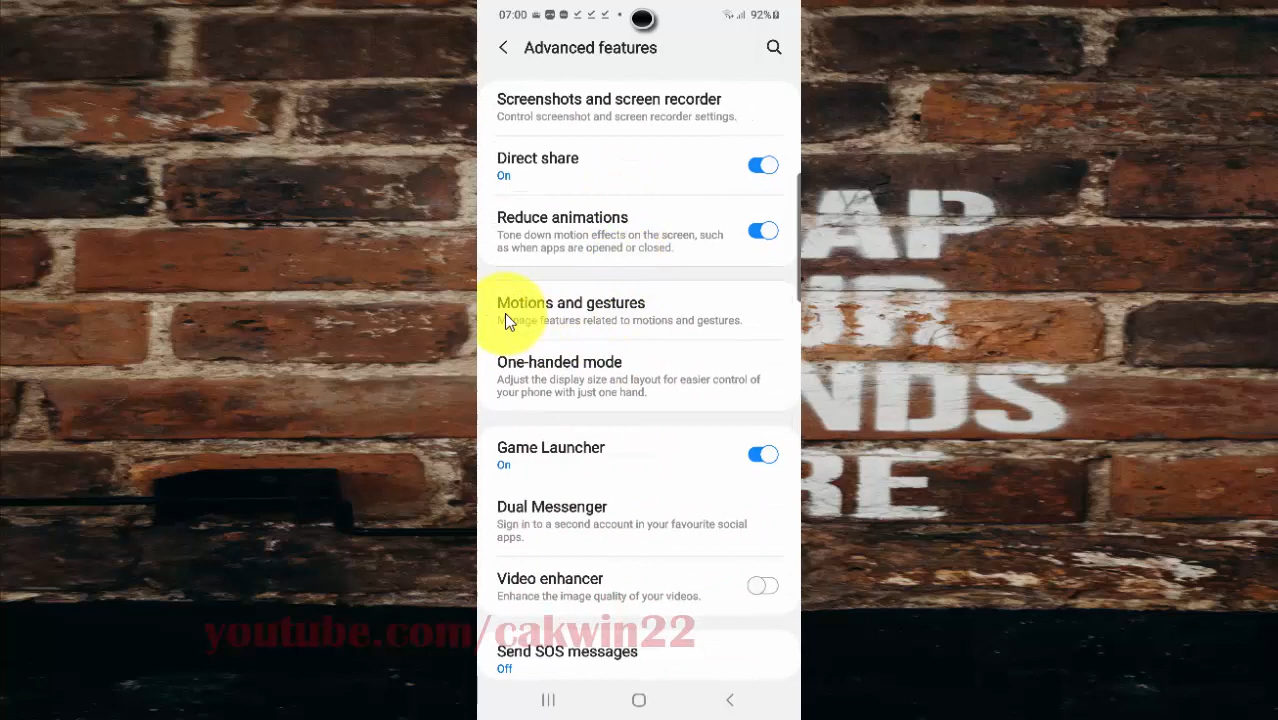 07:00
92%
Advanced features
Screenshots and screen recorder
Control screenshot and screen recorder settings.
Direct share
On
Reduce animations
Tone down motion effects on the screen, such
as when apps are opened or closed.
Motions and gestures
Manage features related to motions and gestures.
One-handed mode
Adjust the display size and layout for easier control of
your phone with just one hand.
Game Launcher
On
Dual Messenger
Sign in to a second account in your favourite social
apps.
Video enhancer
Enhance the image quality of your videos.
youtube.com/cakwin22
Send SOS messages
Off